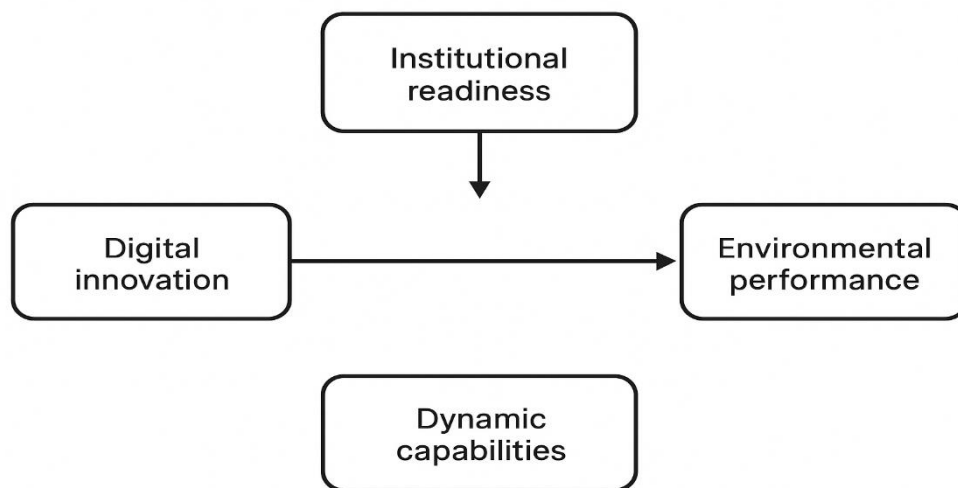 Institutional
readiness
Digital
innovation
Environmental
performance
Dynamic
capabilities